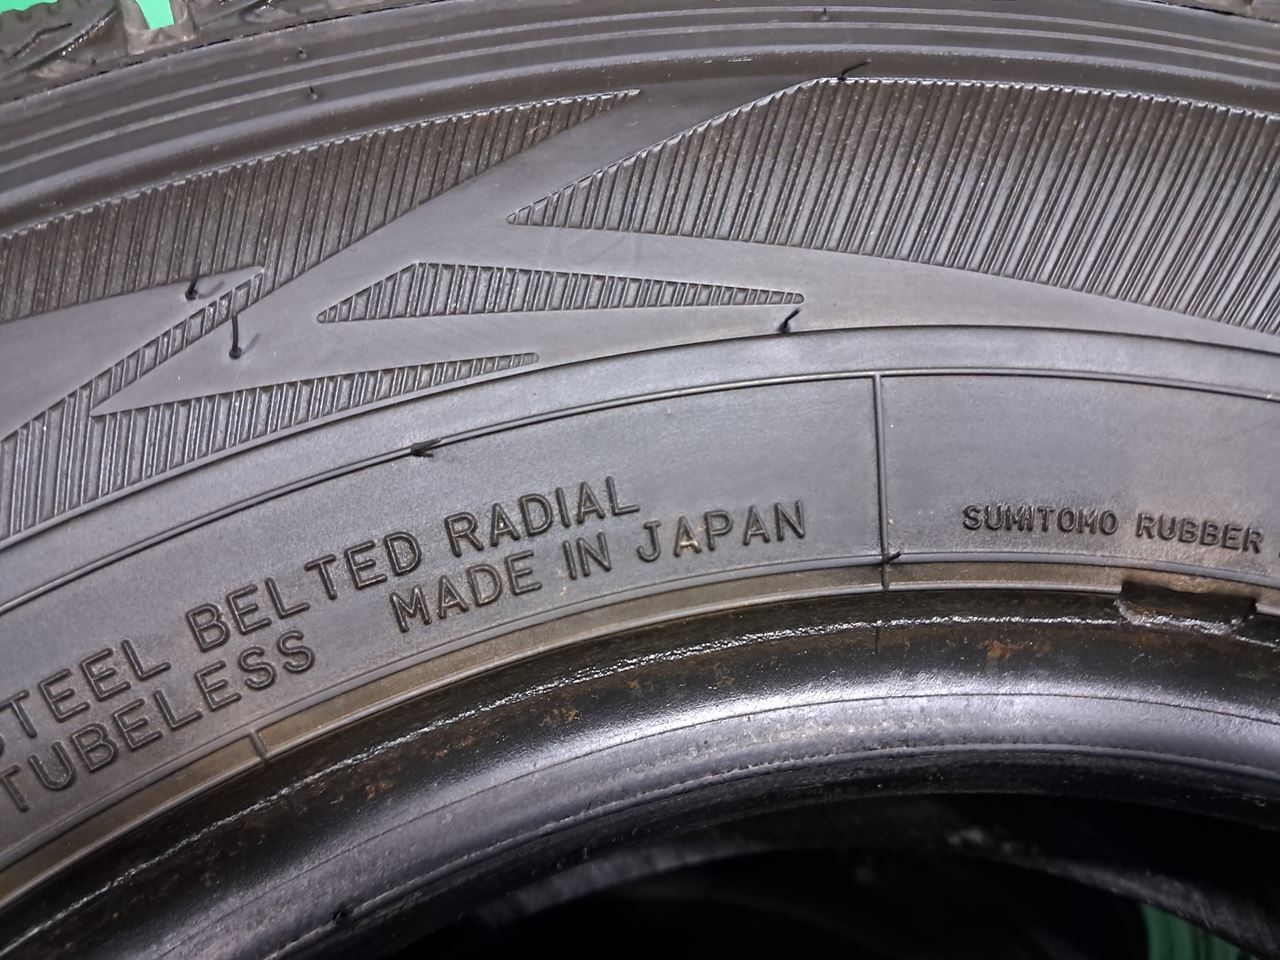 STEEL BELTED RADIAL
TUBELESS MADE IN JAPAN
SUMITOMO RUBBER